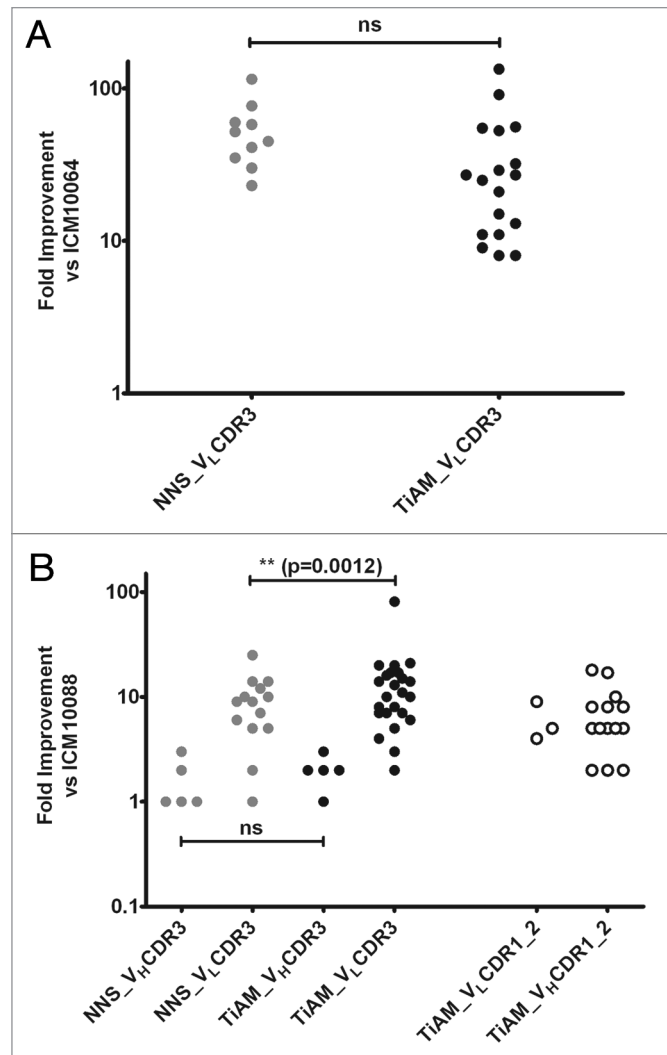 A
ns
100
10
1
Fold Improvement
vs ICM10064
NNS_VLCDR3
TiAM_VLCDR3
B
** (p=0.0012)
100
10
1
0.1
Fold Improvement
vs ICM10088
ns
NNS_VHCDR3
NNS_VLCDR3
TiAM_VHCDR3
TiAM_VLCDR3
TiAM_VLCDR1_2
TiAM_VHCDR1_2